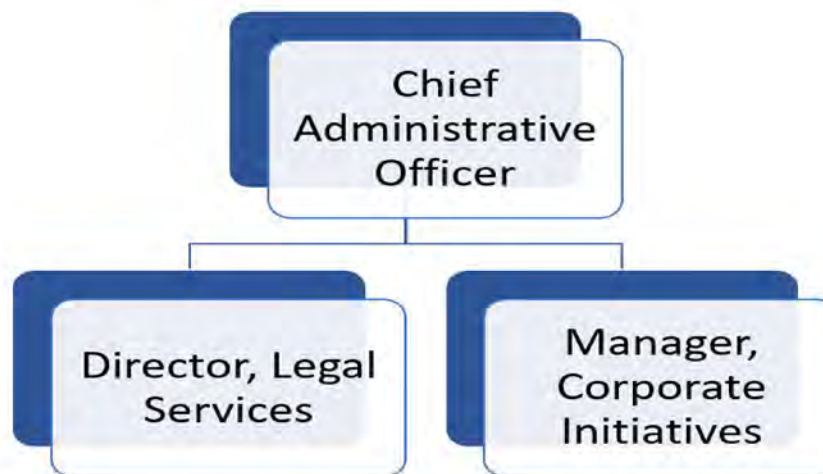 Chief
Administrative
Officer
Director, Legal
Services
Manager,
Corporate
Initiatives